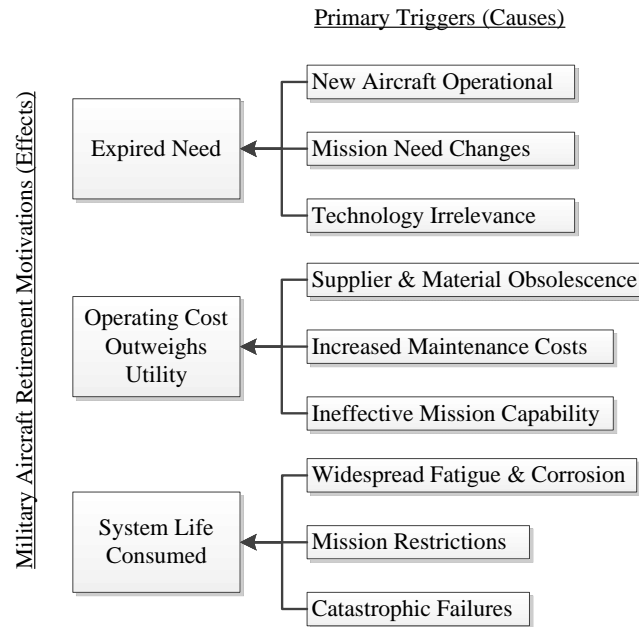 Primary Triggers (Causes)
Military Aircraft Retirement Motivations (Effects)
Expired Need
New Aircraft Operational
Mission Need Changes
Technology Irrelevance
Operating Cost
Outweighs
Utility
Supplier & Material Obsolescence
Increased Maintenance Costs
Ineffective Mission Capability
System Life
Consumed
Widespread Fatigue & Corrosion
Mission Restrictions
Catastrophic Failures